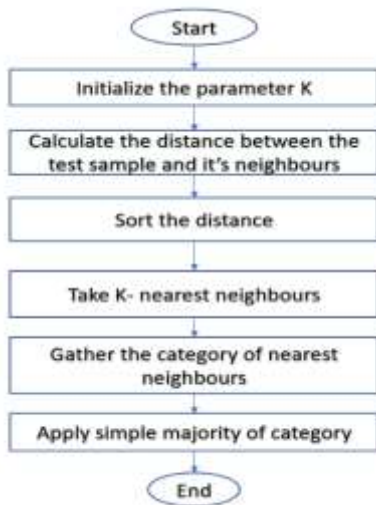 Start
Initialize the parameter K
Calculate the distance between the
test sample and it's neighbours
Sort the distance
Take K- nearest neighbours
Gather the category of nearest
neighbours
Apply simple majority of category
End